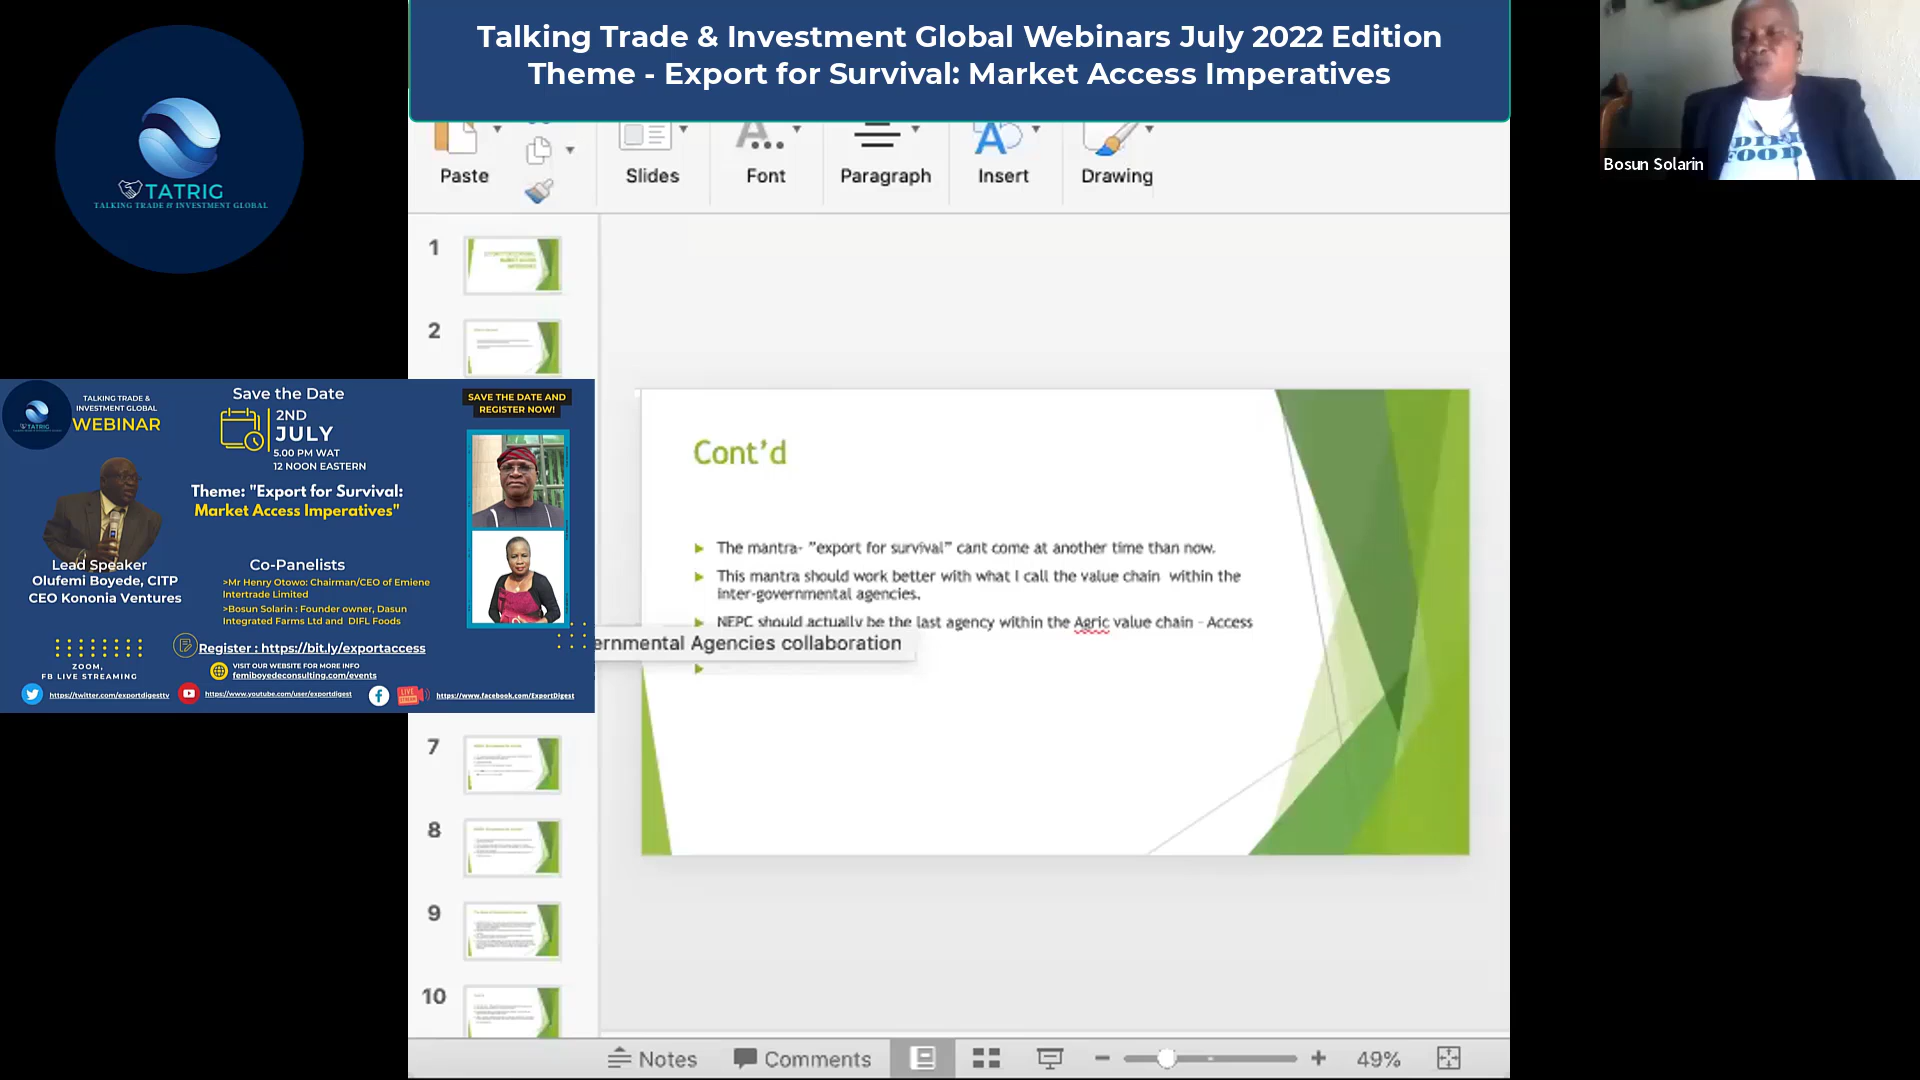 Talking Trade & Investment Global Webinars July 2022 Edition
Theme - Export for Survival: Market Access Imperatives
TATRIG
TALKING TRADE & INVESTMENT GLOBAL
Bosun Solarin
DIFL
FOOD
Paste
Slides
Font
Paragraph
Insert
Drawing
1
2
7
8
9
10
TALKING TRADE &
INVESTMENT GLOBAL
WEBINAR
Save the Date
2ND
JULY
5.00 PM WAT
12 NOON EASTERN
SAVE THE DATE AND
REGISTER NOW!
Theme: "Export for Survival:
Market Access Imperatives"
Lead Speaker
Olufemi Boyede, CITP
CEO Kononia Ventures
Co-Panelists
>Mr Henry Otowo: Chairman/CEO of Emiene
Intertrade Limited
>Bosun Solarin : Founder owner, Dasun
Integrated Farms Ltd and DIFL Foods
Register : https://bit.ly/exportaccess
ZOOM,
FB LIVE STREAMING
VISIT OUR WEBSITE FOR MORE INFO
femiboyedeconsulting.com/events
https://twitter.com/exportdigesttv
https://www.youtube.com/user/exportdigest
LIVE
https://www.facebook.com/ExportDigest
Cont’d
The mantra- ”export for survival” cant come at another time than now.
This mantra should work better with what I call the value chain within the
inter-governmental agencies.
NEPC should actually be the last agency within the Agric value chain - Access
ernmental Agencies collaboration
Notes
Comments
49%